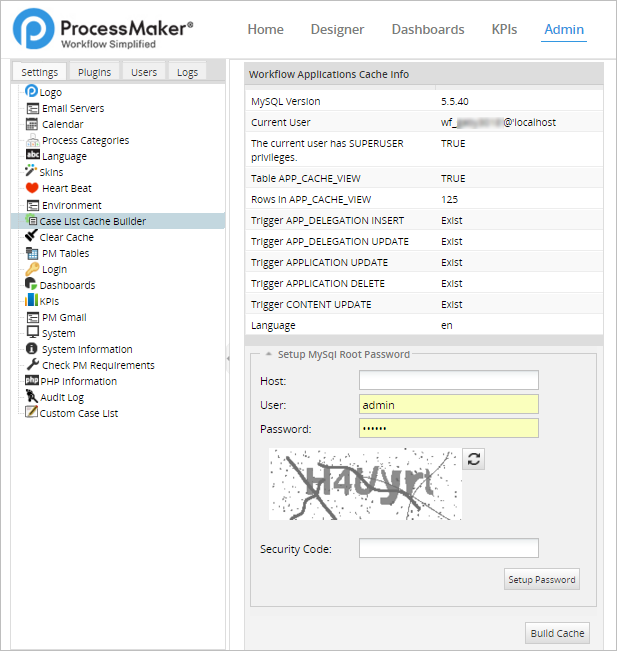 ProcessMaker®
Workflow Simplified
Home Designer Dashboards KPIs Admin
Settings Plugins Users Logs
Logo
Email Servers
Calendar
Process Categories
abc Language
Skins
Heart Beat
Environment
Case List Cache Builder
Clear Cache
PM Tables
Login
Dashboards
KPIs
PM Gmail
System
System Information
Check PM Requirements
php PHP Information
Audit Log
Custom Case List
Workflow Applications Cache Info
MySQL Version 5.5.40
Current User wf_ @'localhost
The current user has SUPERUSER privileges. TRUE
Table APP_CACHE_VIEW TRUE
Rows in APP_CACHE_VIEW 125
Trigger APP_DELEGATION INSERT Exist
Trigger APP_DELEGATION UPDATE Exist
Trigger APPLICATION UPDATE Exist
Trigger APPLICATION DELETE Exist
Trigger CONTENT UPDATE Exist
Language en
Setup MySql Root Password
Host:
User: admin
Password: ••••••
Security Code:
Setup Password
Build Cache